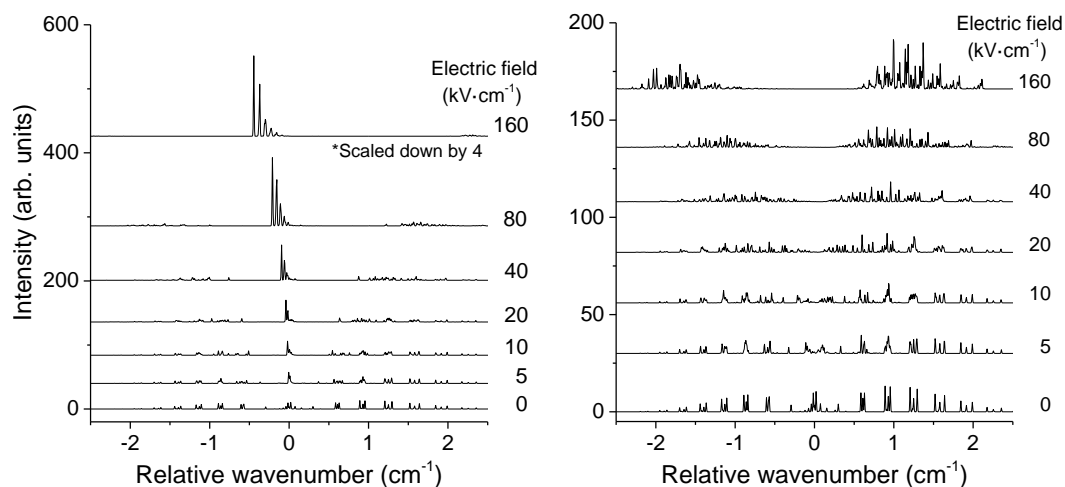 600
400
200
0
Intensity (arb. units)
Electric field
(kV·cm⁻¹)
160
*Scaled down by 4
80
40
20
10
5
0
-2 -1 0 1 2
Relative wavenumber (cm⁻¹)
200
150
100
50
0
Electric field
(kV·cm⁻¹)
160
80
40
20
10
5
0
-2 -1 0 1 2
Relative wavenumber (cm⁻¹)